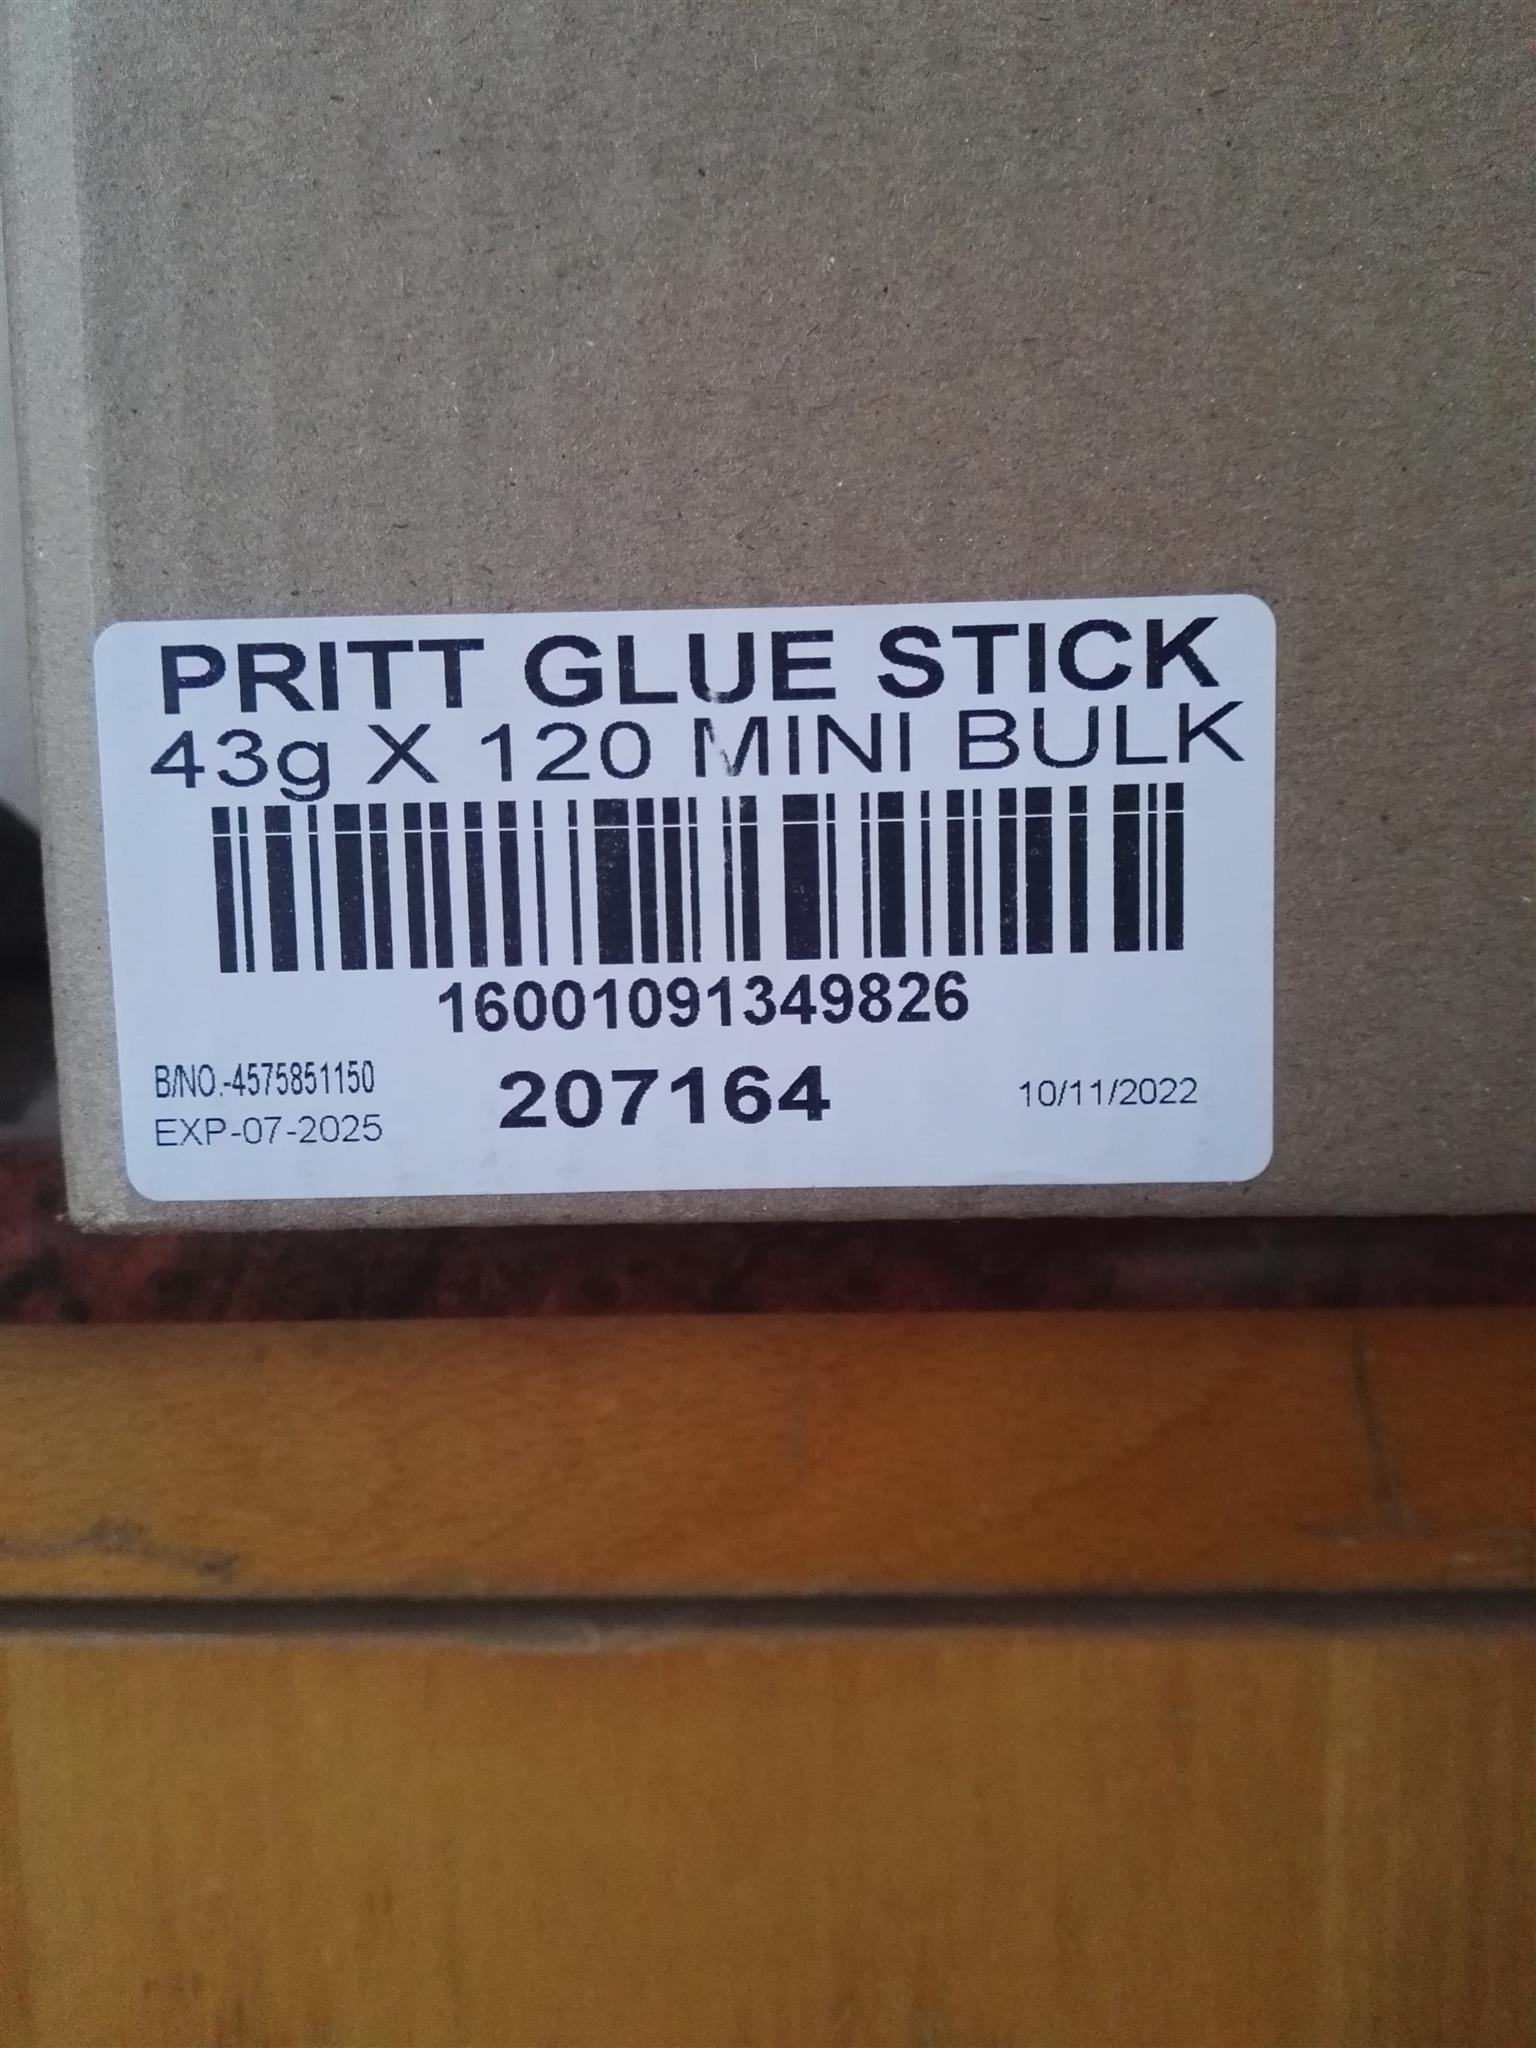 PRITT GLUE STICK
43g X 120 MINI BULK
16001091349826
B/NO.-4575851150
EXP-07-2025
207164
10/11/2022